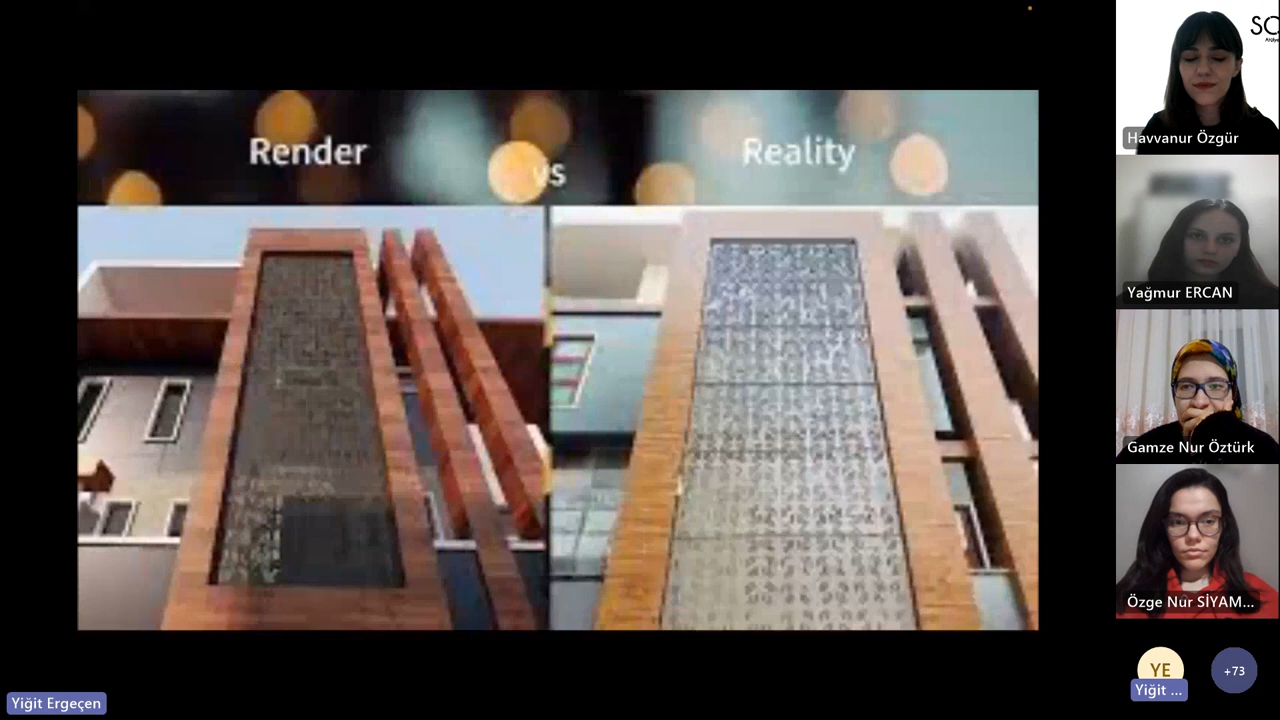 Render
vs
Reality
SO
Havvanur Özgür
Yağmur ERCAN
Gamze Nur Öztürk
Özge Nur SİYAM...
YE
+73
Yiğit ...
Yiğit Ergeçen